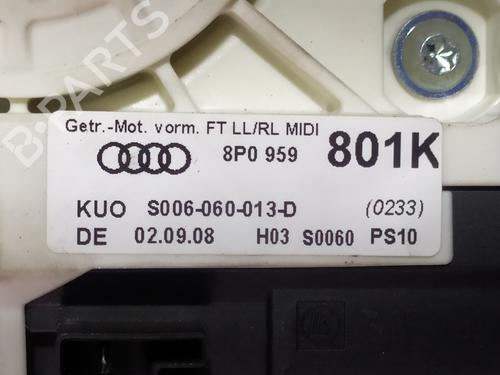 B-PARTS
Getr.-Mot. vorm. FT LL/RL MIDI
8P0 959 801K
KUO S006-060-013-D (0233)
DE 02.09.08 H03 S0060 PS10